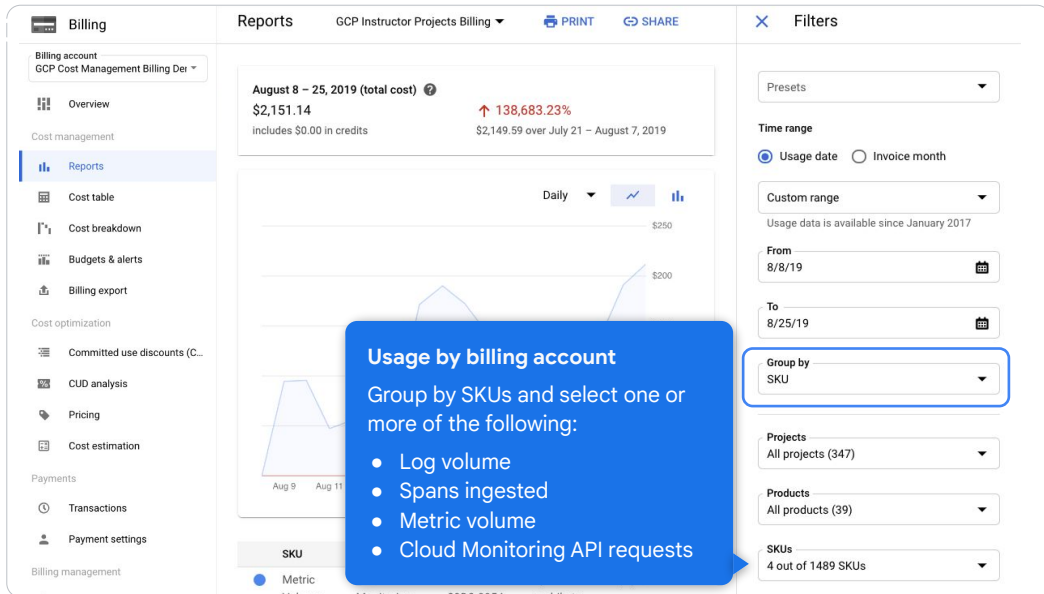 Billing
Billing account
GCP Cost Management Billing Der
Overview
Cost management
Reports
Cost table
Cost breakdown
Budgets & alerts
Billing export
Cost optimization
Committed use discounts (C...
CUD analysis
Pricing
Cost estimation
Payments
Transactions
Payment settings
Billing management
Reports
GCP Instructor Projects Billing
PRINT
SHARE
August 8 – 25, 2019 (total cost)
$2,151.14
includes $0.00 in credits
138,683.23%
$2,149.59 over July 21 – August 7, 2019
Daily
$250
$200
Aug 9 Aug 11
SKU
Metric
Usage by billing account
Group by SKUs and select one or
more of the following:
● Log volume
● Spans ingested
● Metric volume
● Cloud Monitoring API requests
Filters
Presets
Time range
Usage date
Invoice month
Custom range
Usage data is available since January 2017
From
8/8/19
To
8/25/19
Group by
SKU
Projects
All projects (347)
Products
All products (39)
SKUs
4 out of 1489 SKUs